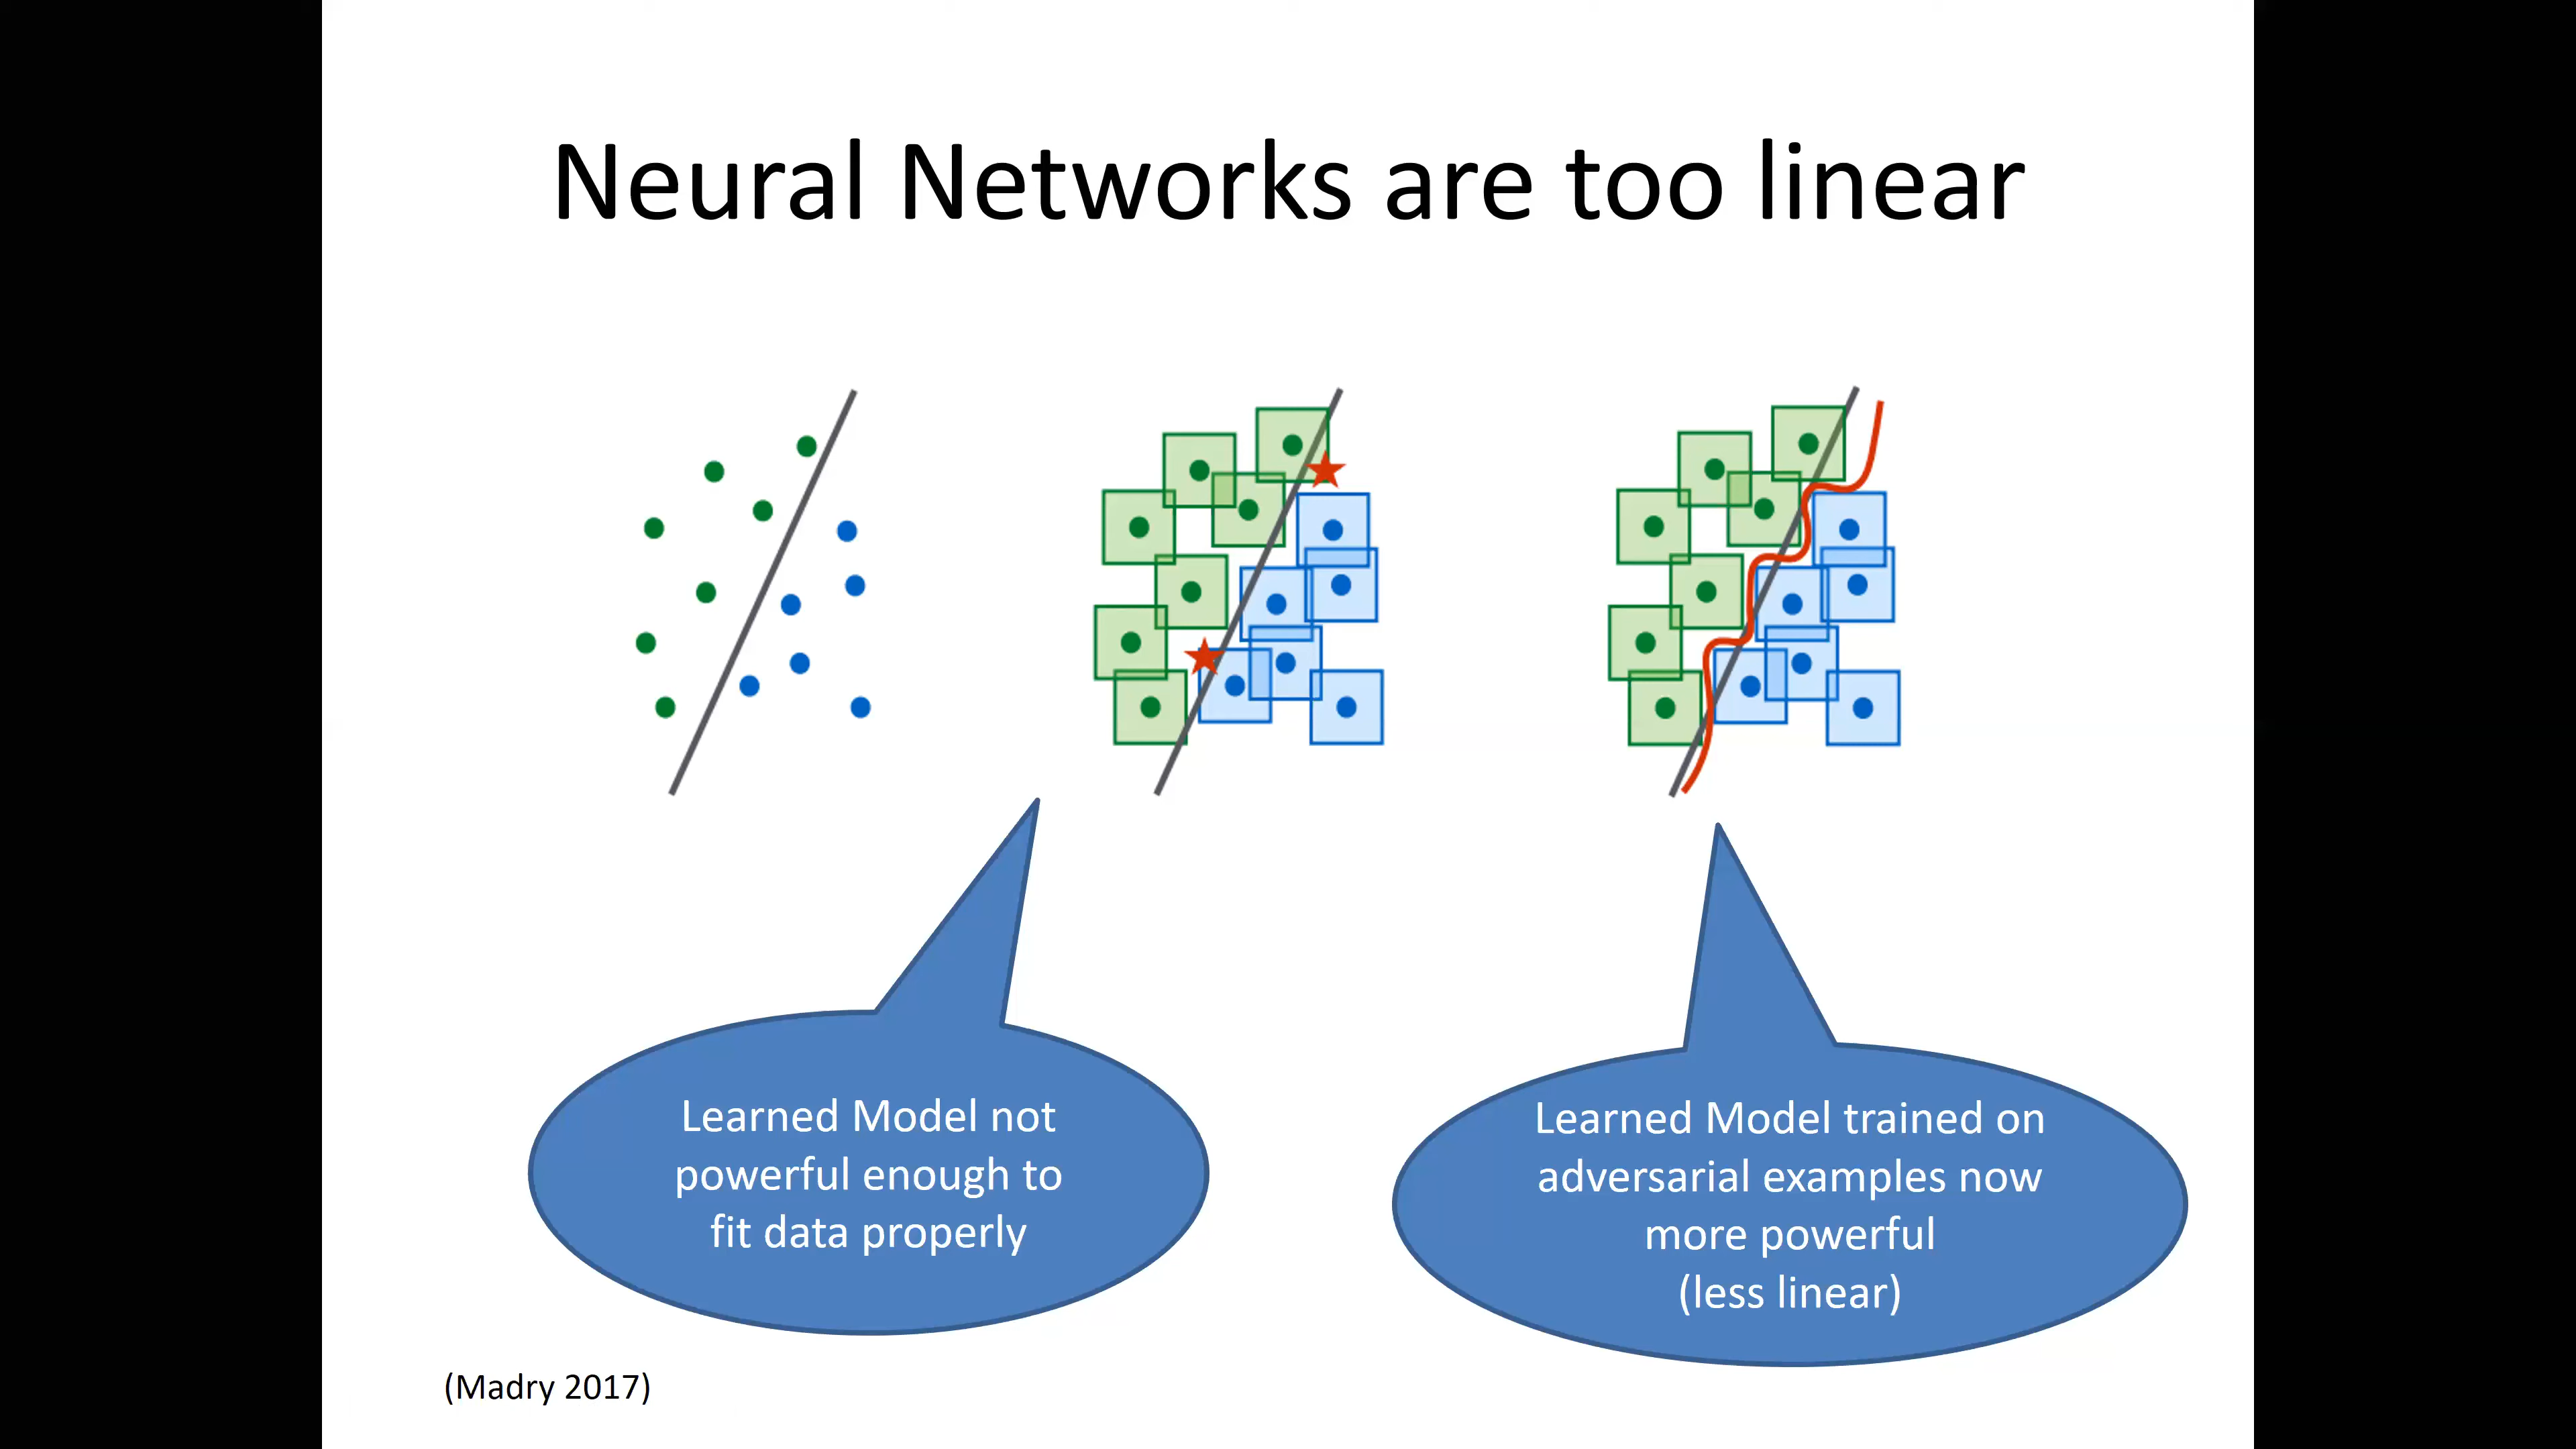 Neural Networks are too linear
Learned Model not
powerful enough to
fit data properly
Learned Model trained on
adversarial examples now
more powerful
(less linear)
(Madry 2017)